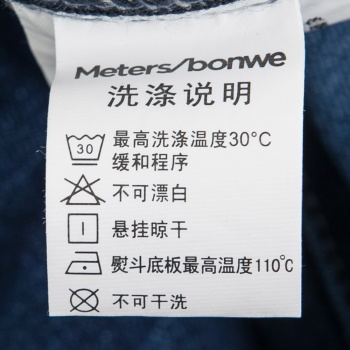 Meters/bonwe
洗涤说明
30
最高洗涤温度30°C
缓和程序
不可漂白
悬挂晾干
熨斗底板最高温度110℃
不可干洗